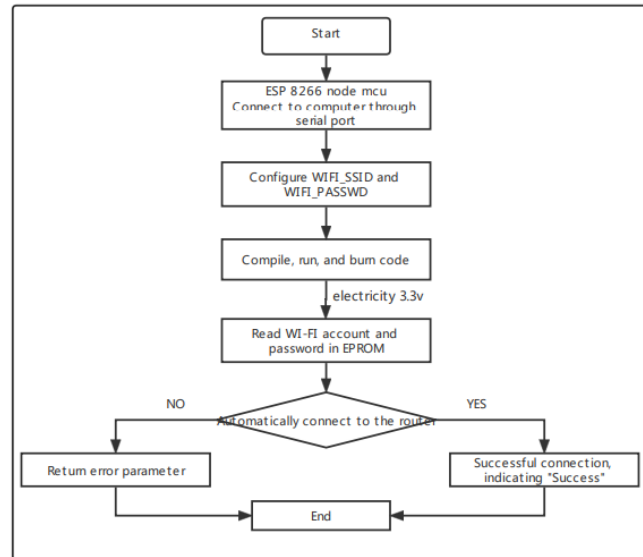 Start
ESP 8266 node mcu
Connect to computer through
serial port
Configure WIFI_SSID and
WIFI_PASSWD
Compile, run, and burn code
electricity 3.3v
Read WI-FI account and
password in EPROM
NO
YES
Automatically connect to the router
Return error parameter
Successful connection,
indicating "Success"
End